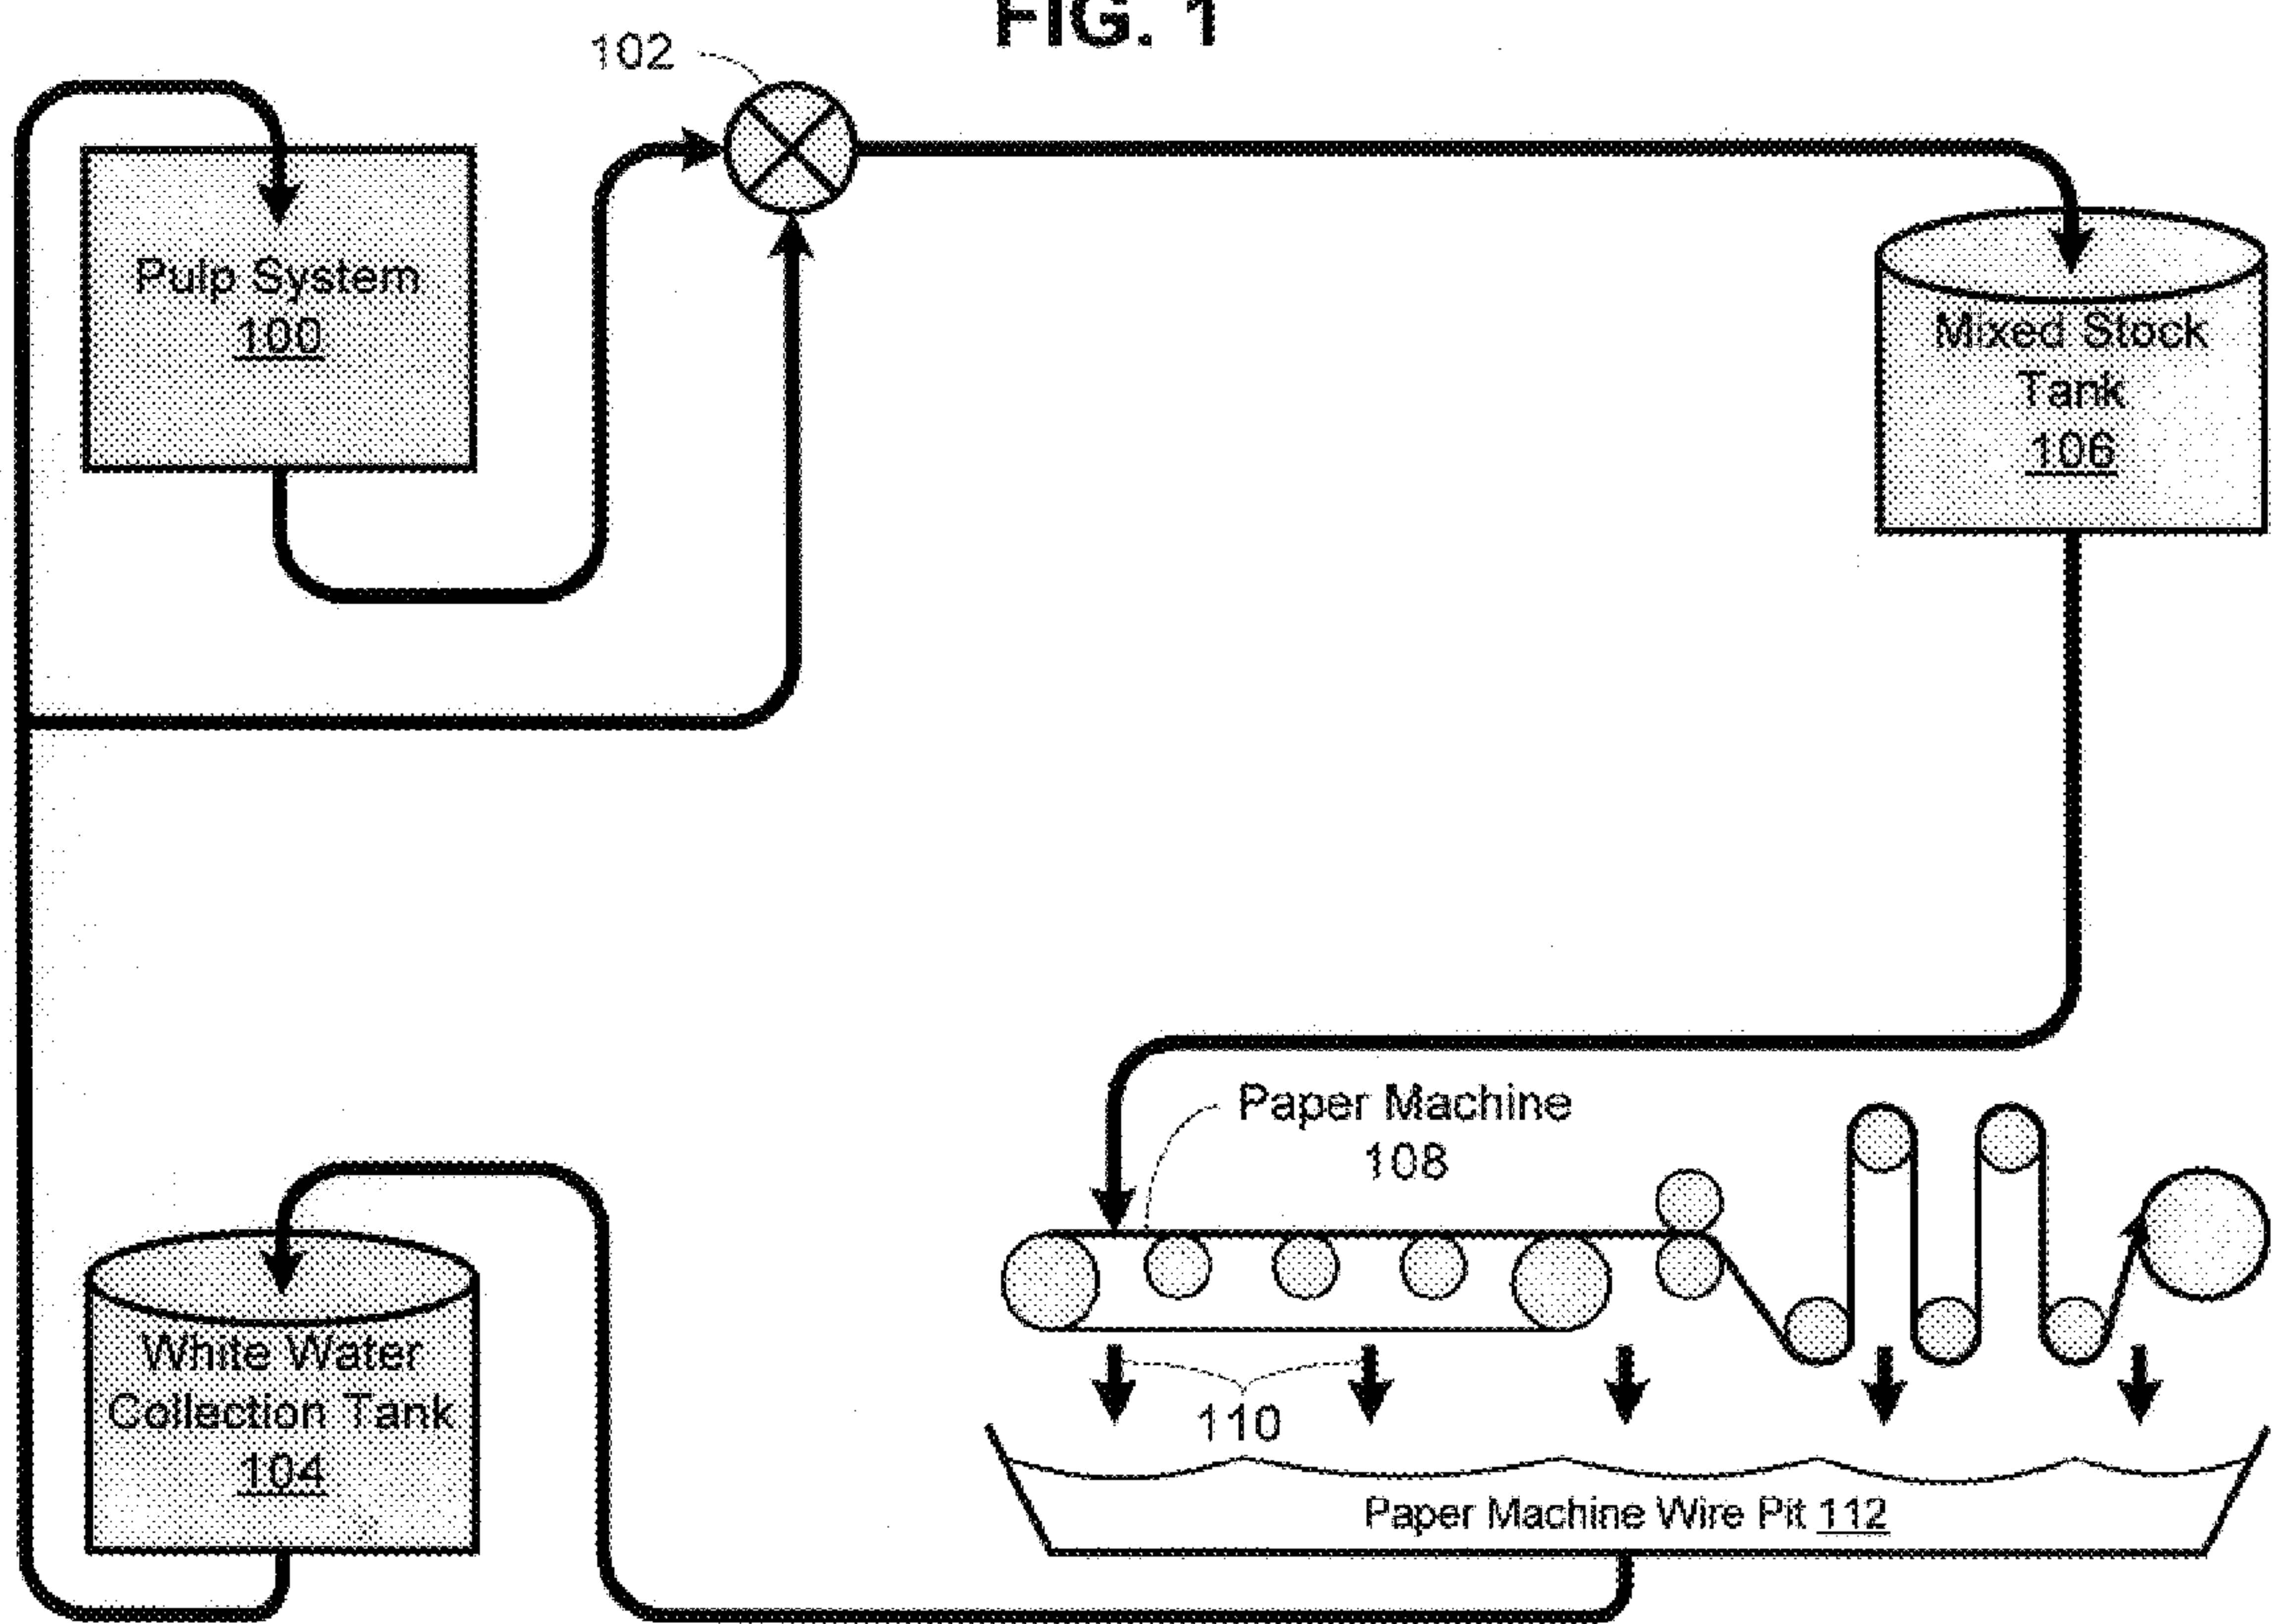 FIG. 1
102
Pulp System
100
Mixed Stock
Tank
106
Paper Machine
108
White Water
Collection Tank
104
110
Paper Machine Wire Pit 112